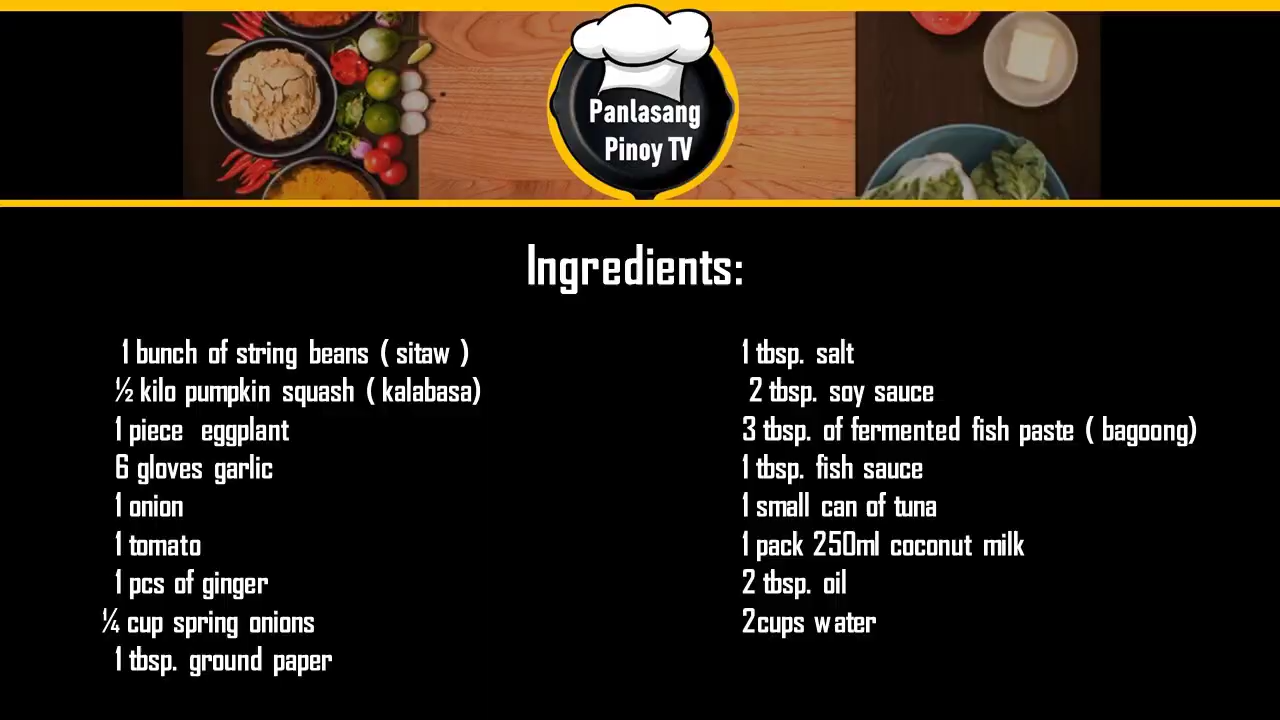 Panlasang
Pinoy TV
Ingredients:
1 bunch of string beans ( sitaw )
½ kilo pumpkin squash ( kalabasa)
1 piece eggplant
6 gloves garlic
1 onion
1 tomato
1 pcs of ginger
¼ cup spring onions
1 tbsp. ground paper
1 tbsp. salt
2 tbsp. soy sauce
3 tbsp. of fermented fish paste ( bagoong)
1 tbsp. fish sauce
1 small can of tuna
1 pack 250ml coconut milk
2 tbsp. oil
2cups water